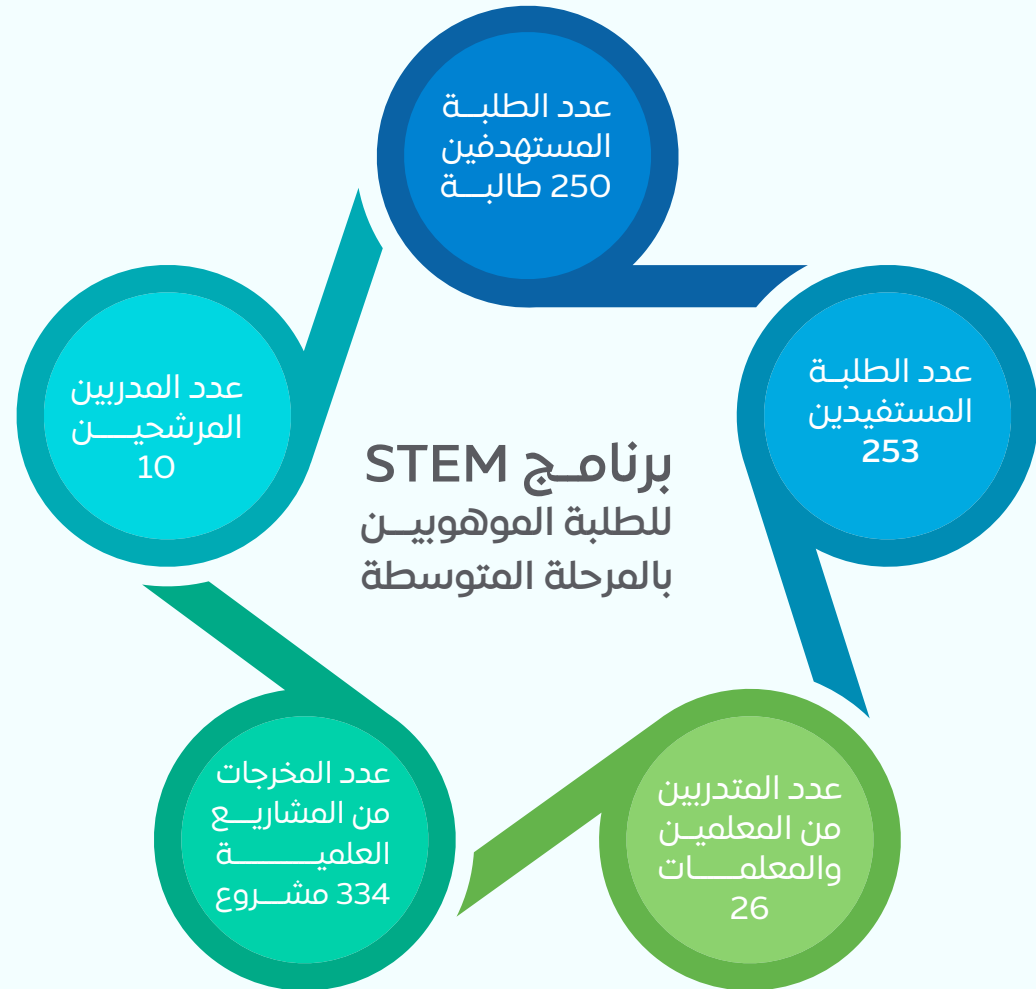 عدد الطلبة
المستهدفين
250 طالبة
عدد الطلبة
المستفيدين
253
عدد المتدربين
من المعلمين
والمعلمات
26
عدد المخرجات
من المشاريع
العلمية
334 مشروع
عدد المدربين
المرشحين
10
برنامج STEM
للطلبة الموهوبين
بالمرحلة المتوسطة